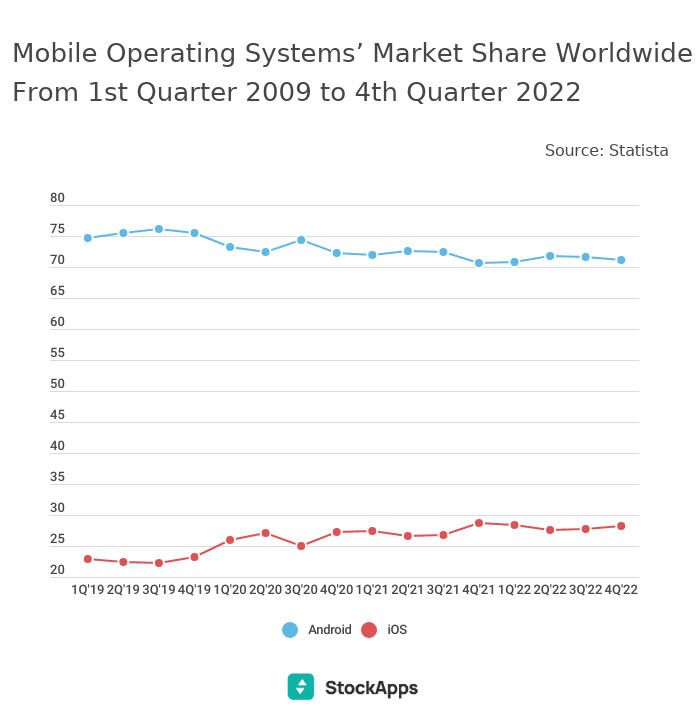 Mobile Operating Systems’ Market Share Worldwide
From 1st Quarter 2009 to 4th Quarter 2022
Source: Statista
80
75
70
65
60
55
50
45
40
35
30
25
20
1Q'19 2Q'19 3Q'19 4Q'19 1Q'20 2Q'20 3Q'20 4Q'20 1Q'21 2Q'21 3Q'21 4Q'21 1Q'22 2Q'22 3Q'22 4Q'22
Android iOS
StockApps